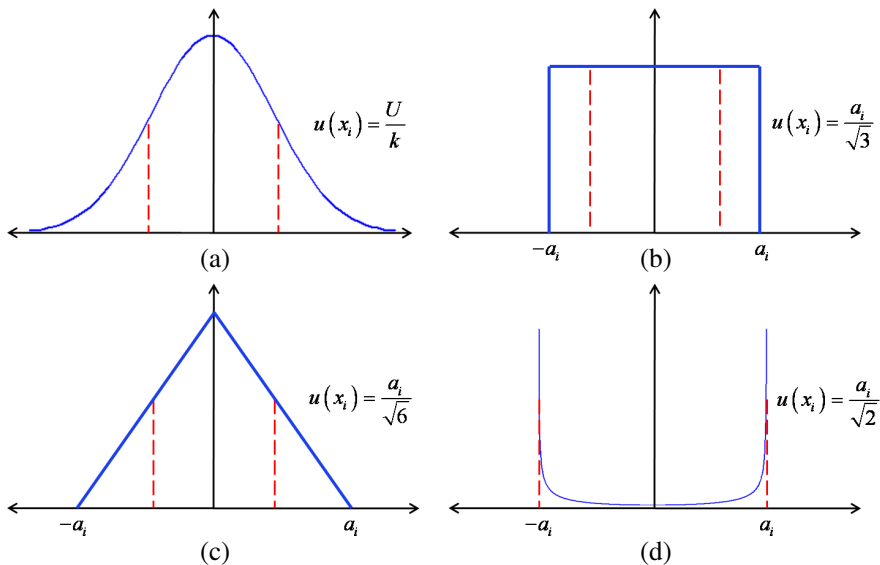 u(x_i) = U/k
(a)
u(x_i) = a_i/√3
−a_i
a_i
(b)
u(x_i) = a_i/√6
−a_i
a_i
(c)
u(x_i) = a_i/√2
−a_i
a_i
(d)